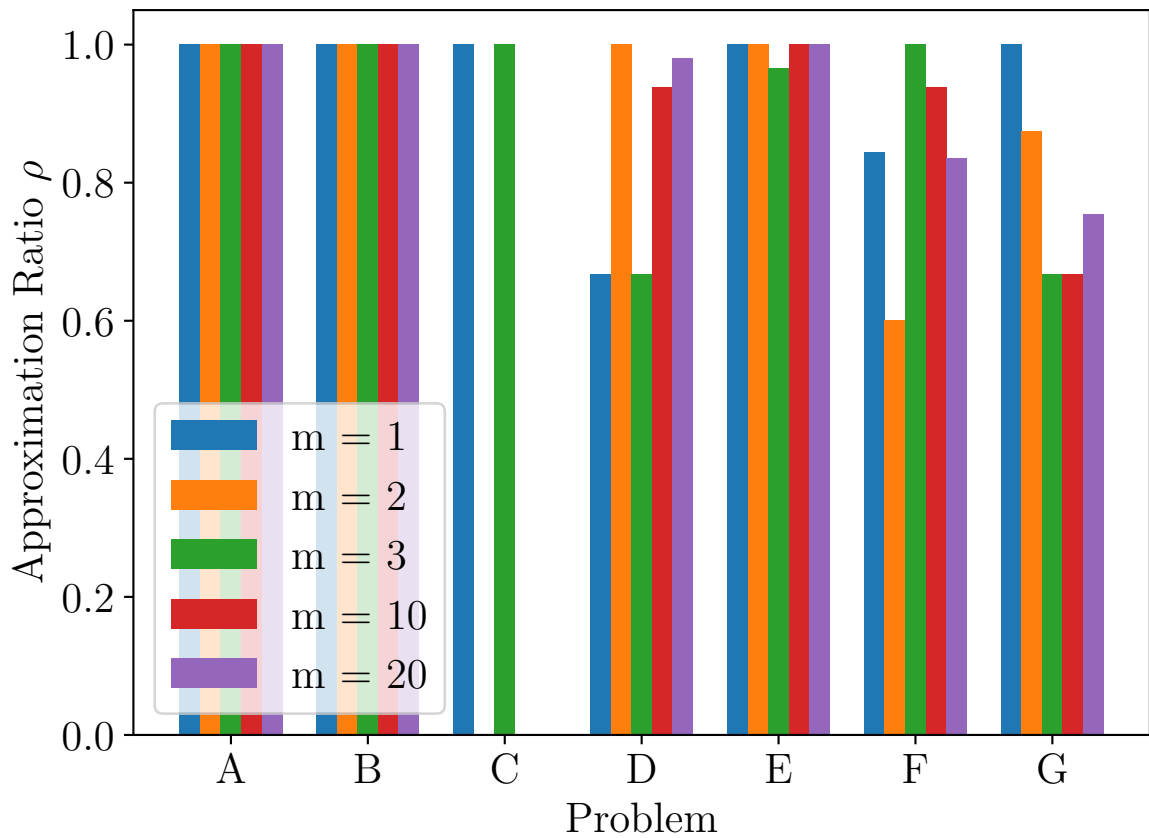 Approximation Ratio ρ
1.0
0.8
0.6
0.4
0.2
0.0
m = 1
m = 2
m = 3
m = 10
m = 20
A B C D E F G
Problem